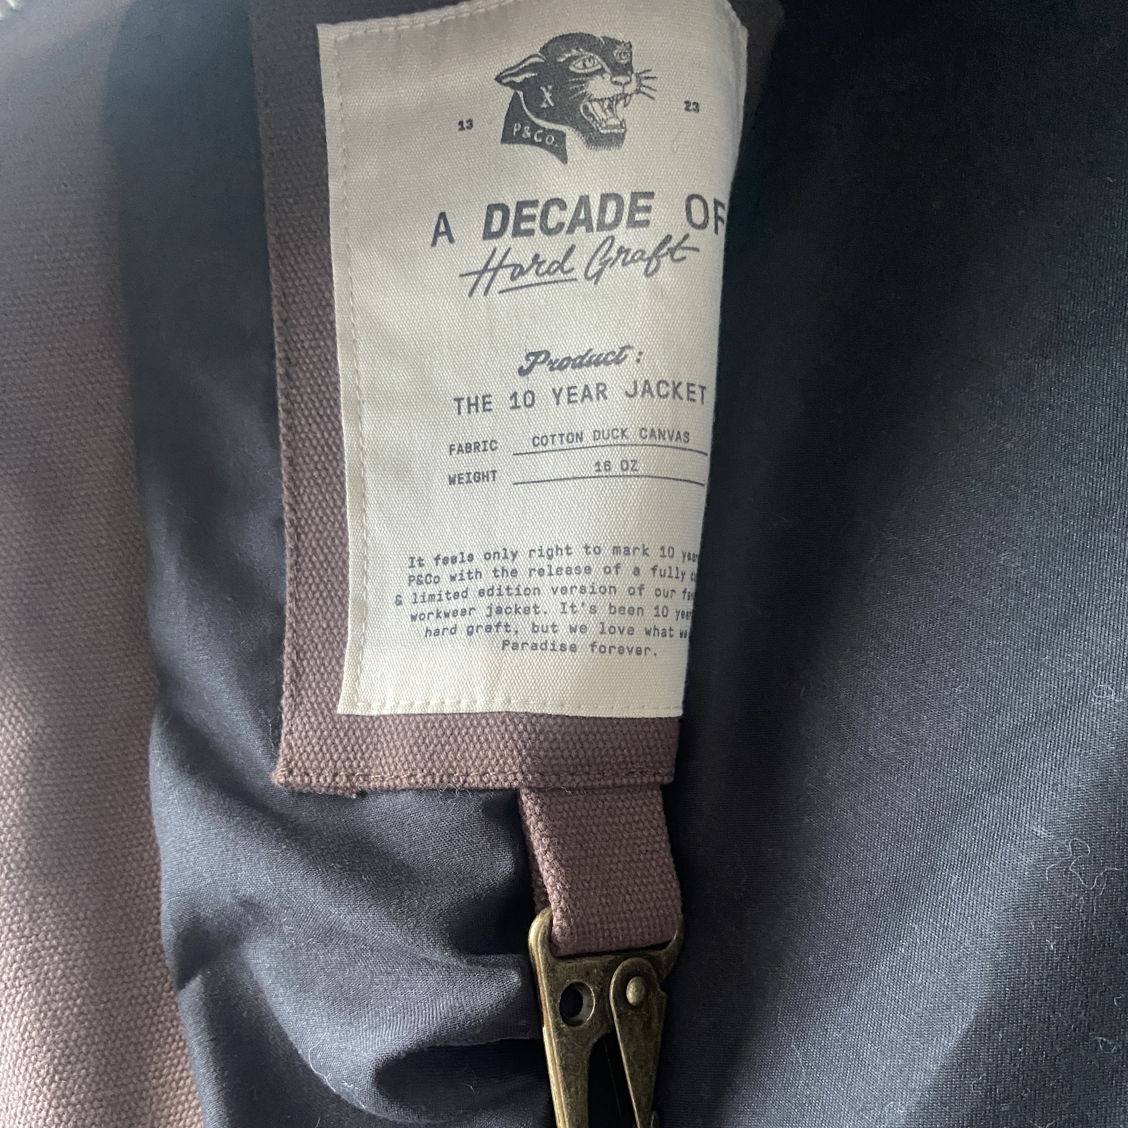 X
P&CO.
13 23
A DECADE OF
Hard Graft
Product:
THE 10 YEAR JACKET
FABRIC COTTON DUCK CANVAS
WEIGHT 16 OZ
It feels only right to mark 10
P&Co with the release of a fully
& limited edition version of our
workwear jacket. It's been 10
hard graft, but we love what
Paradise forever.